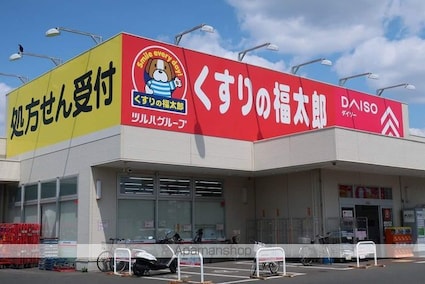 処方せん受付
Smile every day!
くすりの福太郎
ツルハグループ
くすりの福太郎
DAISO
ダイソー
Apamanshop